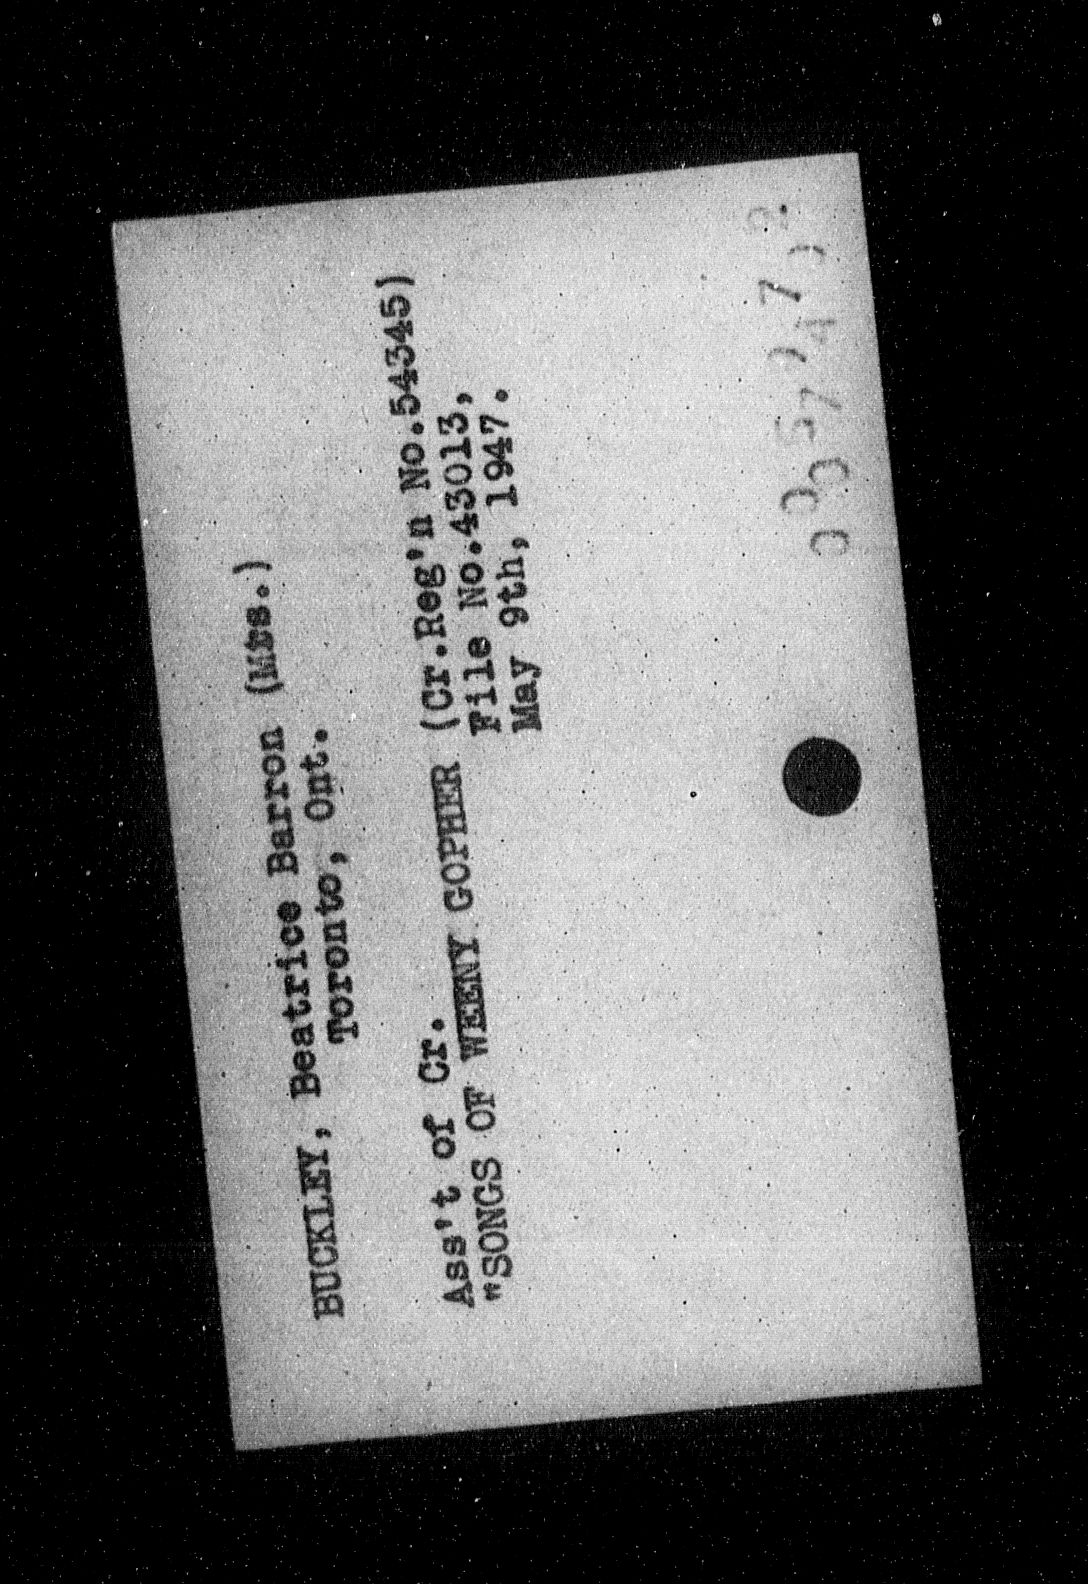 BUCKLEY, Beatrice Barron (Mrs.)
Toronto, Ont.
Ass't of Cr.
"SONGS OF WEENY GOPHER (Cr.Reg'n No.54345)
File No.43013,
May 9th, 1947.